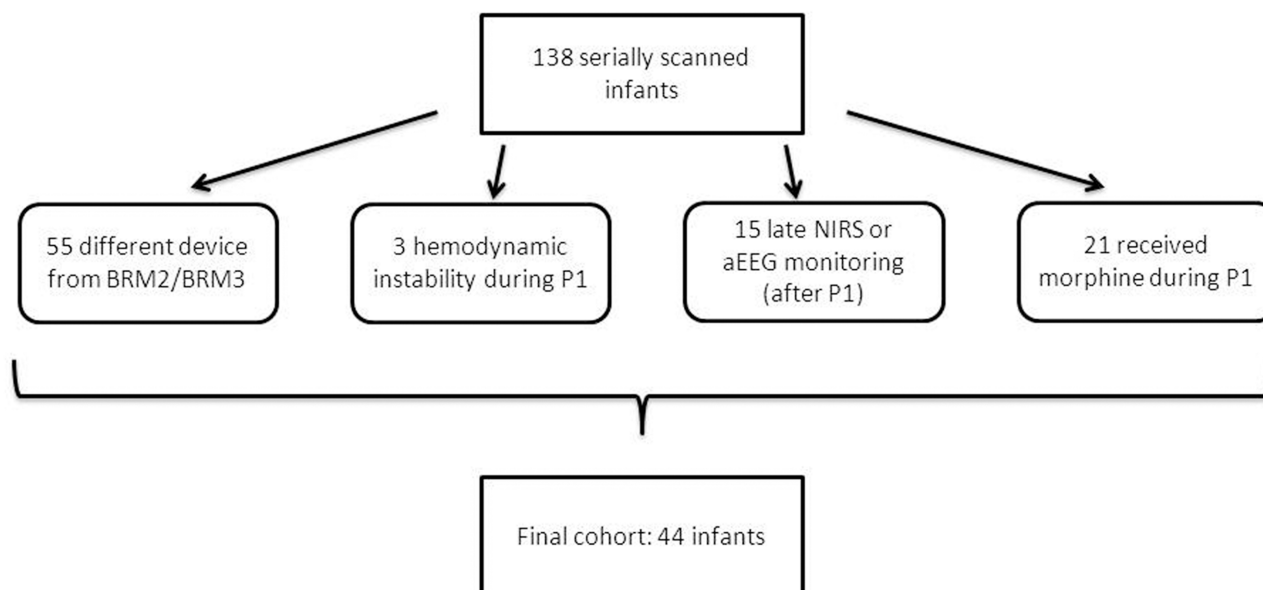 138 serially scanned
infants
55 different device
from BRM2/BRM3
3 hemodynamic
instability during P1
15 late NIRS or
aEEG monitoring
(after P1)
21 received
morphine during P1
Final cohort: 44 infants